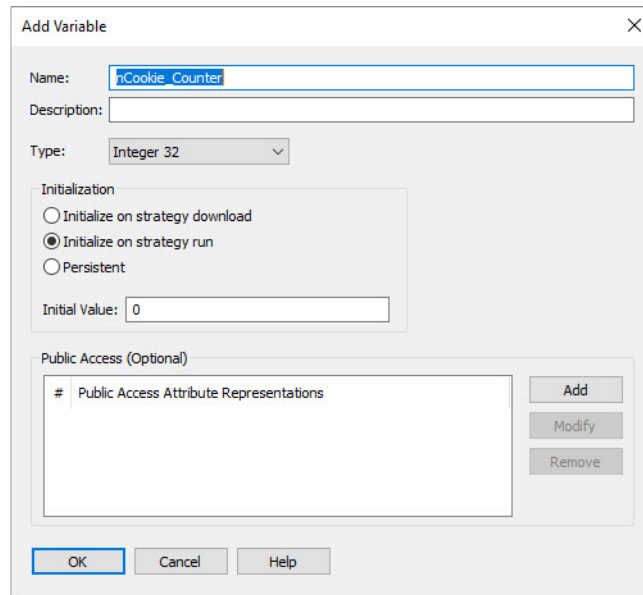 Add Variable
Name: nCookie_Counter
Description:
Type: Integer 32
Initialization
Initialize on strategy download
Initialize on strategy run
Persistent
Initial Value: 0
Public Access (Optional)
# Public Access Attribute Representations
Add
Modify
Remove
OK Cancel Help